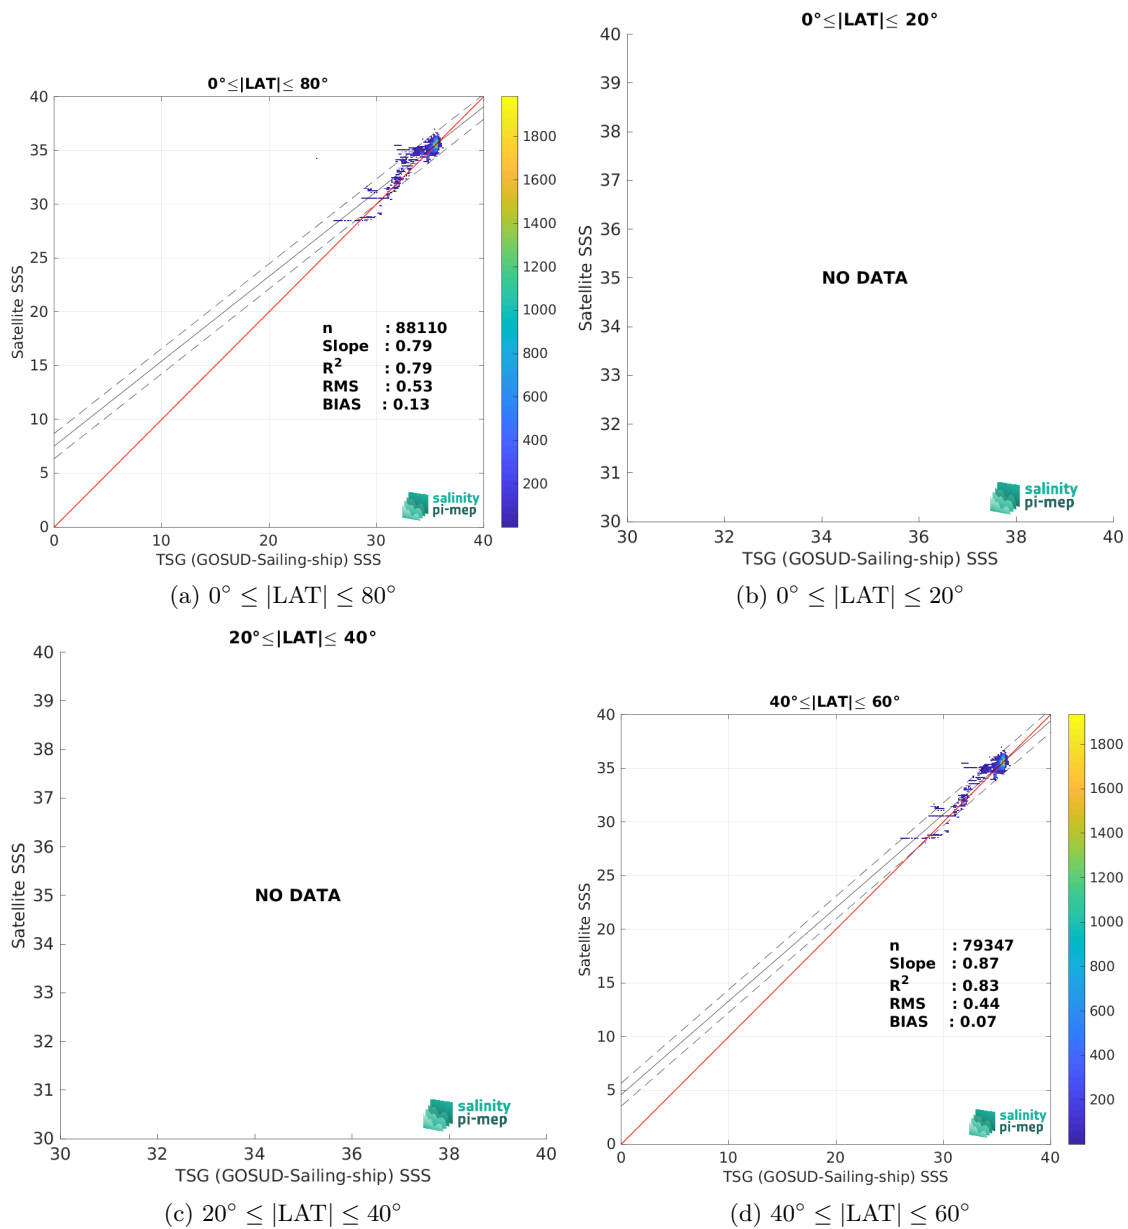 0°≤|LAT|≤ 80°
40
35
30
25
20
15
10
5
0
0
10
20
30
40
Satellite SSS
TSG (GOSUD-Sailing-ship) SSS
n : 88110
Slope : 0.79
R² : 0.79
RMS : 0.53
BIAS : 0.13
salinity
pi-mep
1800
1600
1400
1200
1000
800
600
400
200
(a) 0° ≤ |LAT| ≤ 80°
0°≤|LAT|≤ 20°
40
39
38
37
36
35
34
33
32
31
30
30
32
34
36
38
40
Satellite SSS
NO DATA
salinity
pi-mep
TSG (GOSUD-Sailing-ship) SSS
(b) 0° ≤ |LAT| ≤ 20°
20°≤|LAT|≤ 40°
40
39
38
37
36
35
34
33
32
31
30
30
32
34
36
38
40
Satellite SSS
NO DATA
salinity
pi-mep
TSG (GOSUD-Sailing-ship) SSS
(c) 20° ≤ |LAT| ≤ 40°
40°≤|LAT|≤ 60°
40
35
30
25
20
15
10
5
0
0
10
20
30
40
Satellite SSS
TSG (GOSUD-Sailing-ship) SSS
n : 79347
Slope : 0.87
R² : 0.83
RMS : 0.44
BIAS : 0.07
salinity
pi-mep
1800
1600
1400
1200
1000
800
600
400
200
(d) 40° ≤ |LAT| ≤ 60°